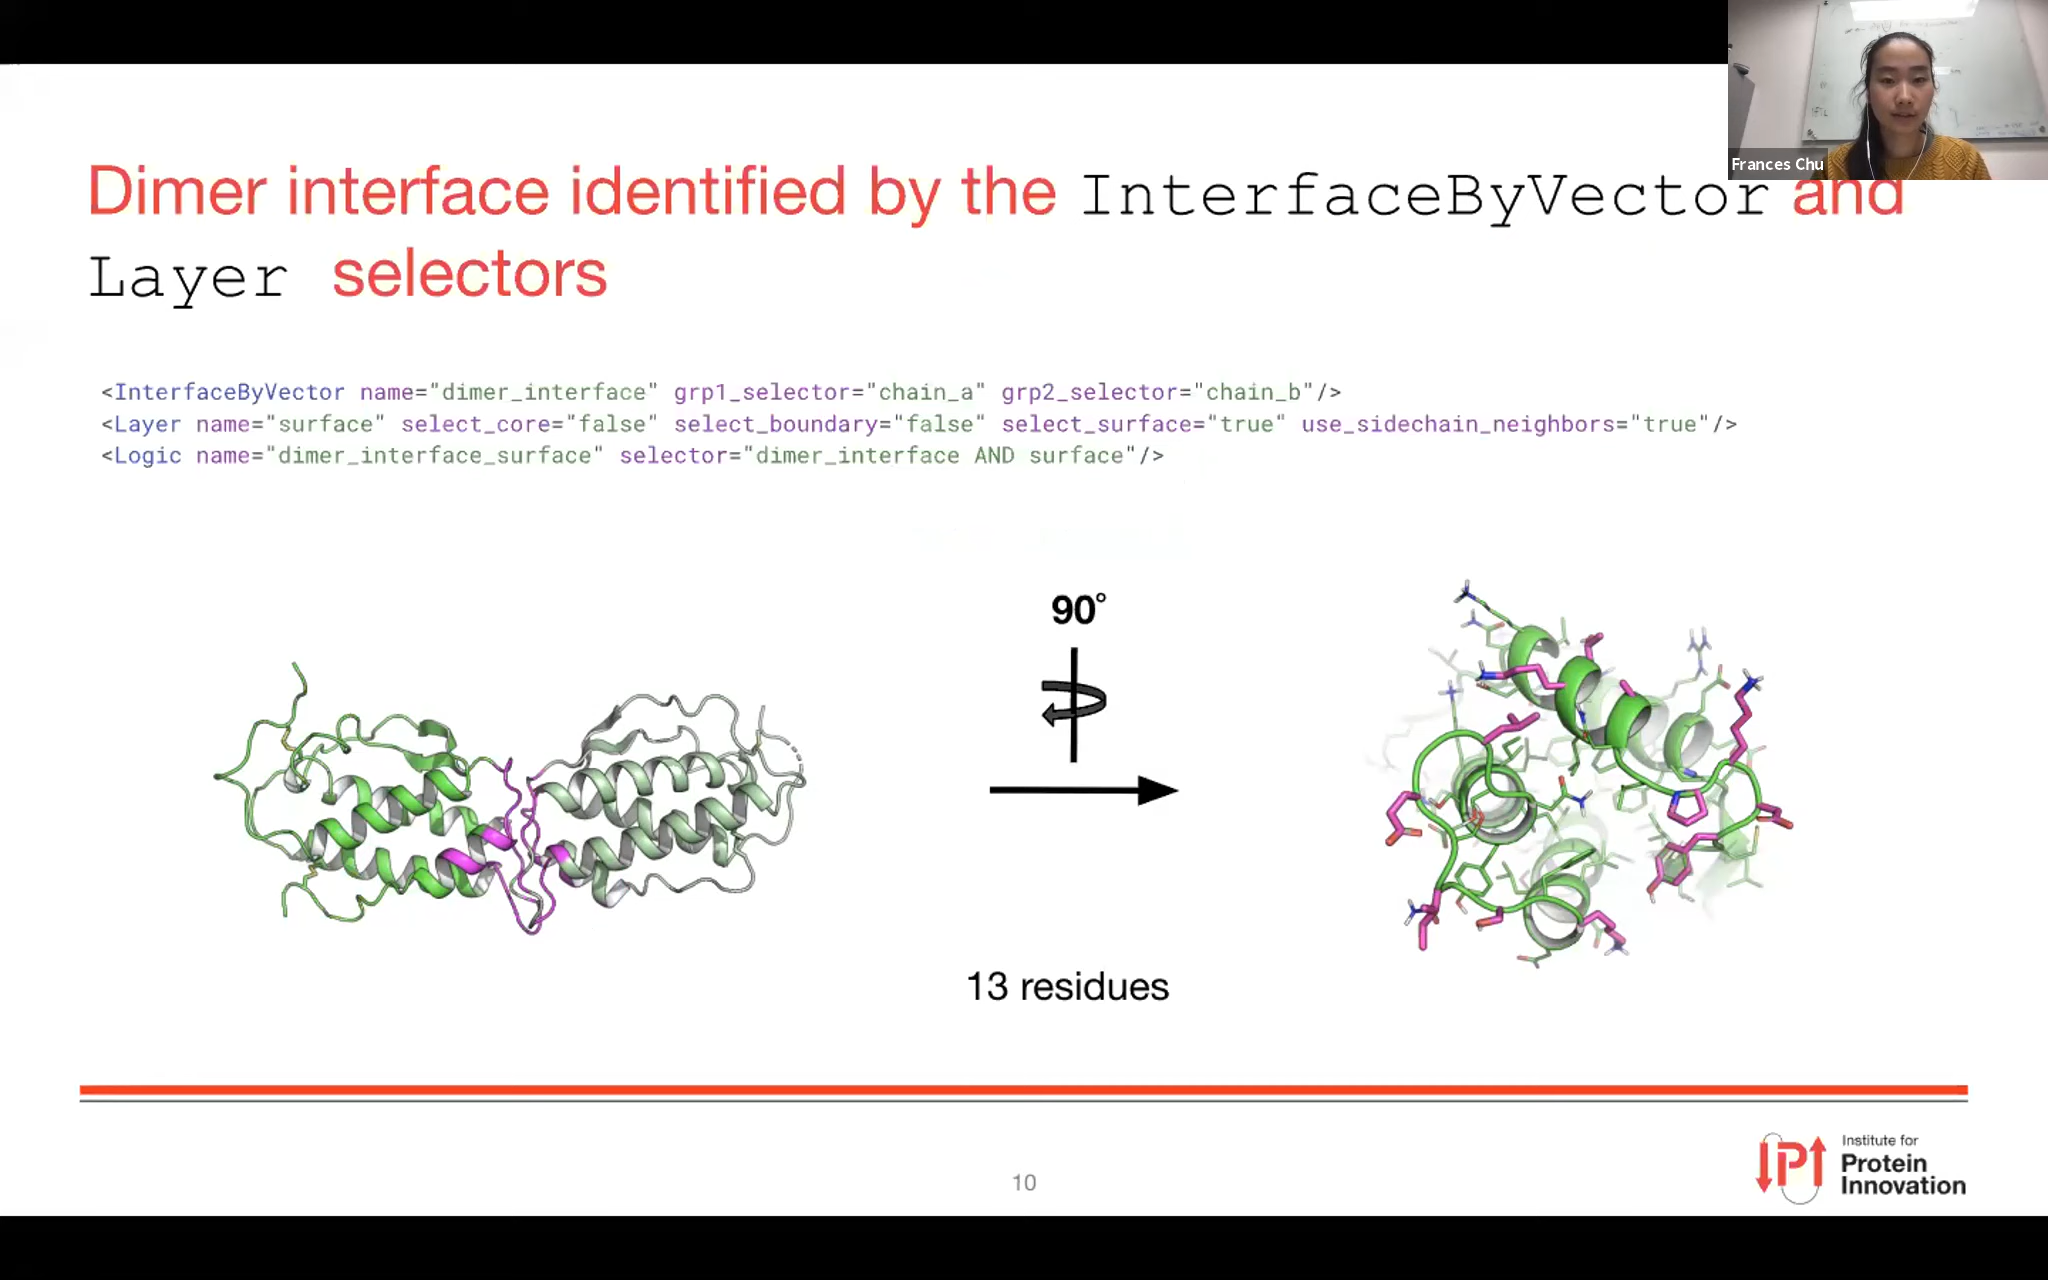 Frances Chu
Dimer interface identified by the InterfaceByVector and
Layer selectors
<InterfaceByVector name="dimer_interface" grp1_selector="chain_a" grp2_selector="chain_b"/>
<Layer name="surface" select_core="false" select_boundary="false" select_surface="true" use_sidechain_neighbors="true"/>
<Logic name="dimer_interface_surface" selector="dimer_interface AND surface"/>
90°
13 residues
10
IPI
Institute for
Protein
Innovation